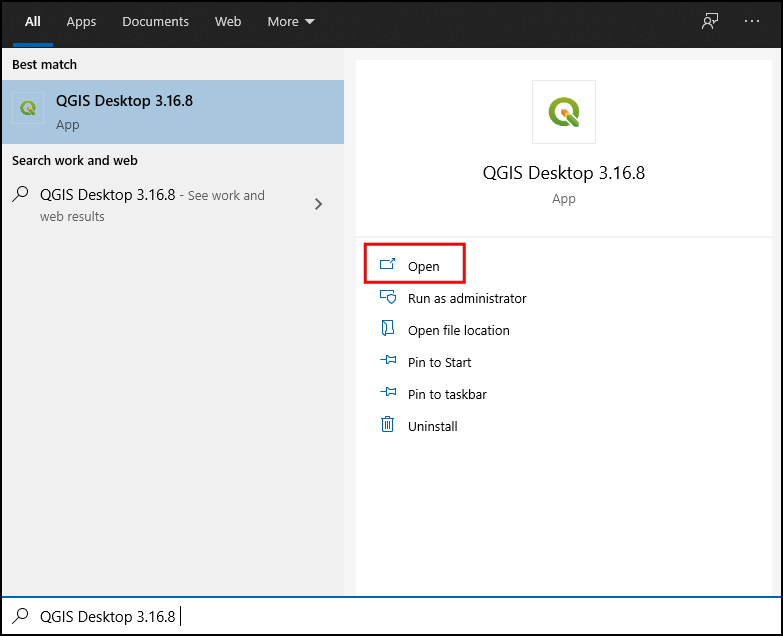 All Apps Documents Web More
Best match
QGIS Desktop 3.16.8
App
Search work and web
QGIS Desktop 3.16.8 - See work and
web results
QGIS Desktop 3.16.8
App
Open
Run as administrator
Open file location
Pin to Start
Pin to taskbar
Uninstall
QGIS Desktop 3.16.8